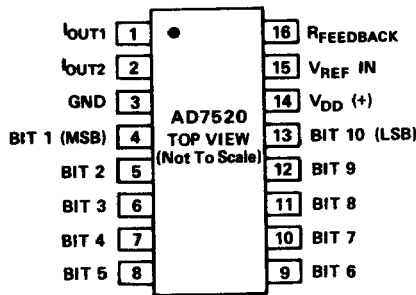 IOUT1 1 16 RFEEDBACK
IOUT2 2 15 VREF IN
GND 3 14 VDD (+)
AD7520
BIT 1 (MSB) 4 TOP VIEW 13 BIT 10 (LSB)
(Not To Scale)
BIT 2 5 12 BIT 9
BIT 3 6 11 BIT 8
BIT 4 7 10 BIT 7
BIT 5 8 9 BIT 6